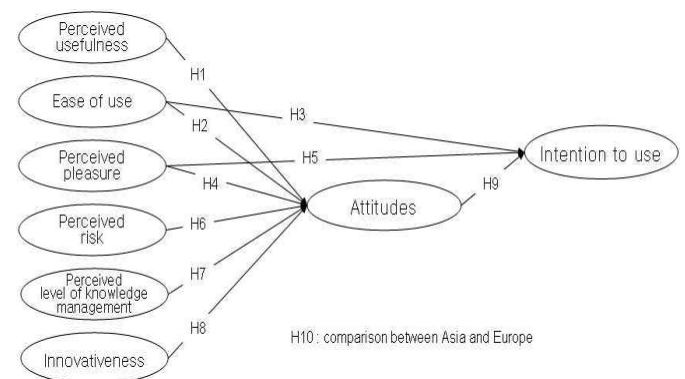 Perceived
usefulness
H1
Ease of use
H3
H2
Perceived
pleasure
H5
Intention to use
H4
H9
Attitudes
Perceived
risk
H6
Perceived
level of knowledge
management
H7
H8
H10 : comparison between Asia and Europe
Innovativeness